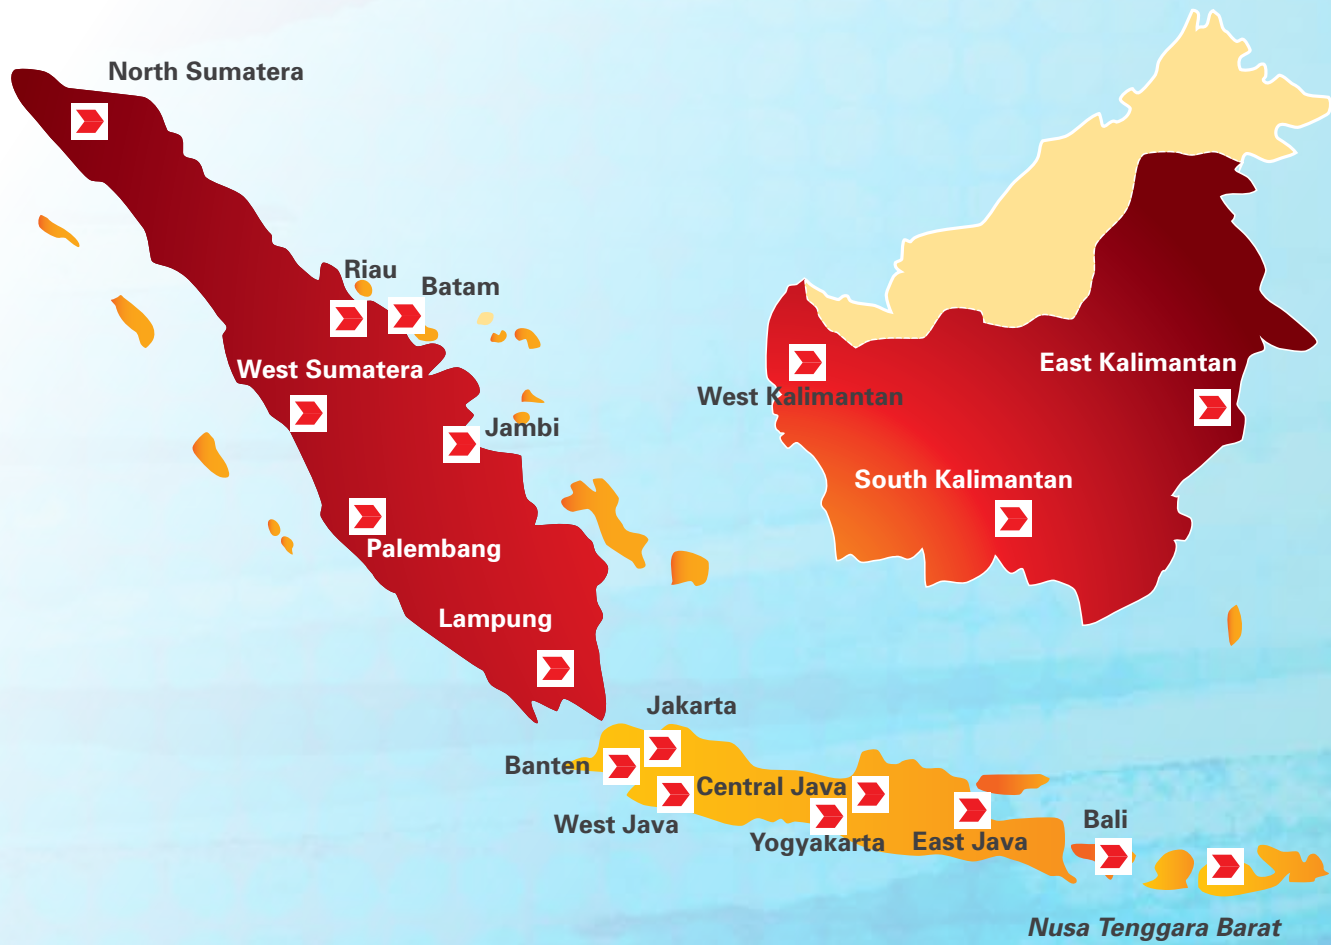 North Sumatera
Riau
Batam
West Sumatera
East Kalimantan
West Kalimantan
Jambi
South Kalimantan
Palembang
Lampung
Jakarta
Banten
Central Java
West Java
Yogyakarta
East Java
Bali
Nusa Tenggara Barat